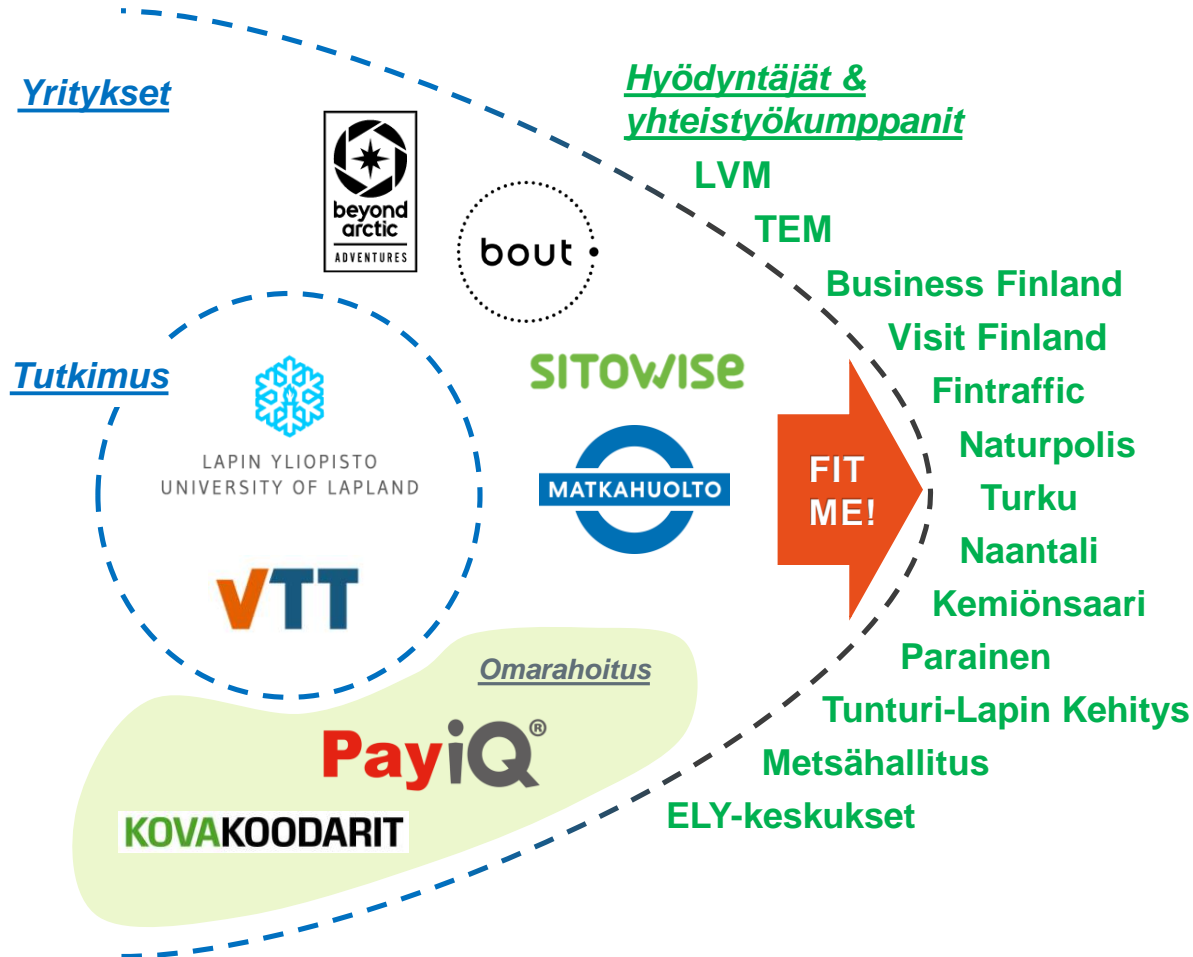 Yritykset
Hyödyntäjät &
yhteistyökumppanit
beyond
arctic
ADVENTURES
bout
LVM
TEM
Business Finland
Visit Finland
Fintraffic
Naturpolis
Turku
Naantali
Kemiönsaari
Parainen
Tunturi-Lapin Kehitys
Metsähallitus
ELY-keskukset
Tutkimus
LAPIN YLIOPISTO
UNIVERSITY OF LAPLAND
VTT
SITOWISE
MATKAHUOLTO
FIT
ME!
Omarahoitus
PayiQ®
KOVAKOODARIT